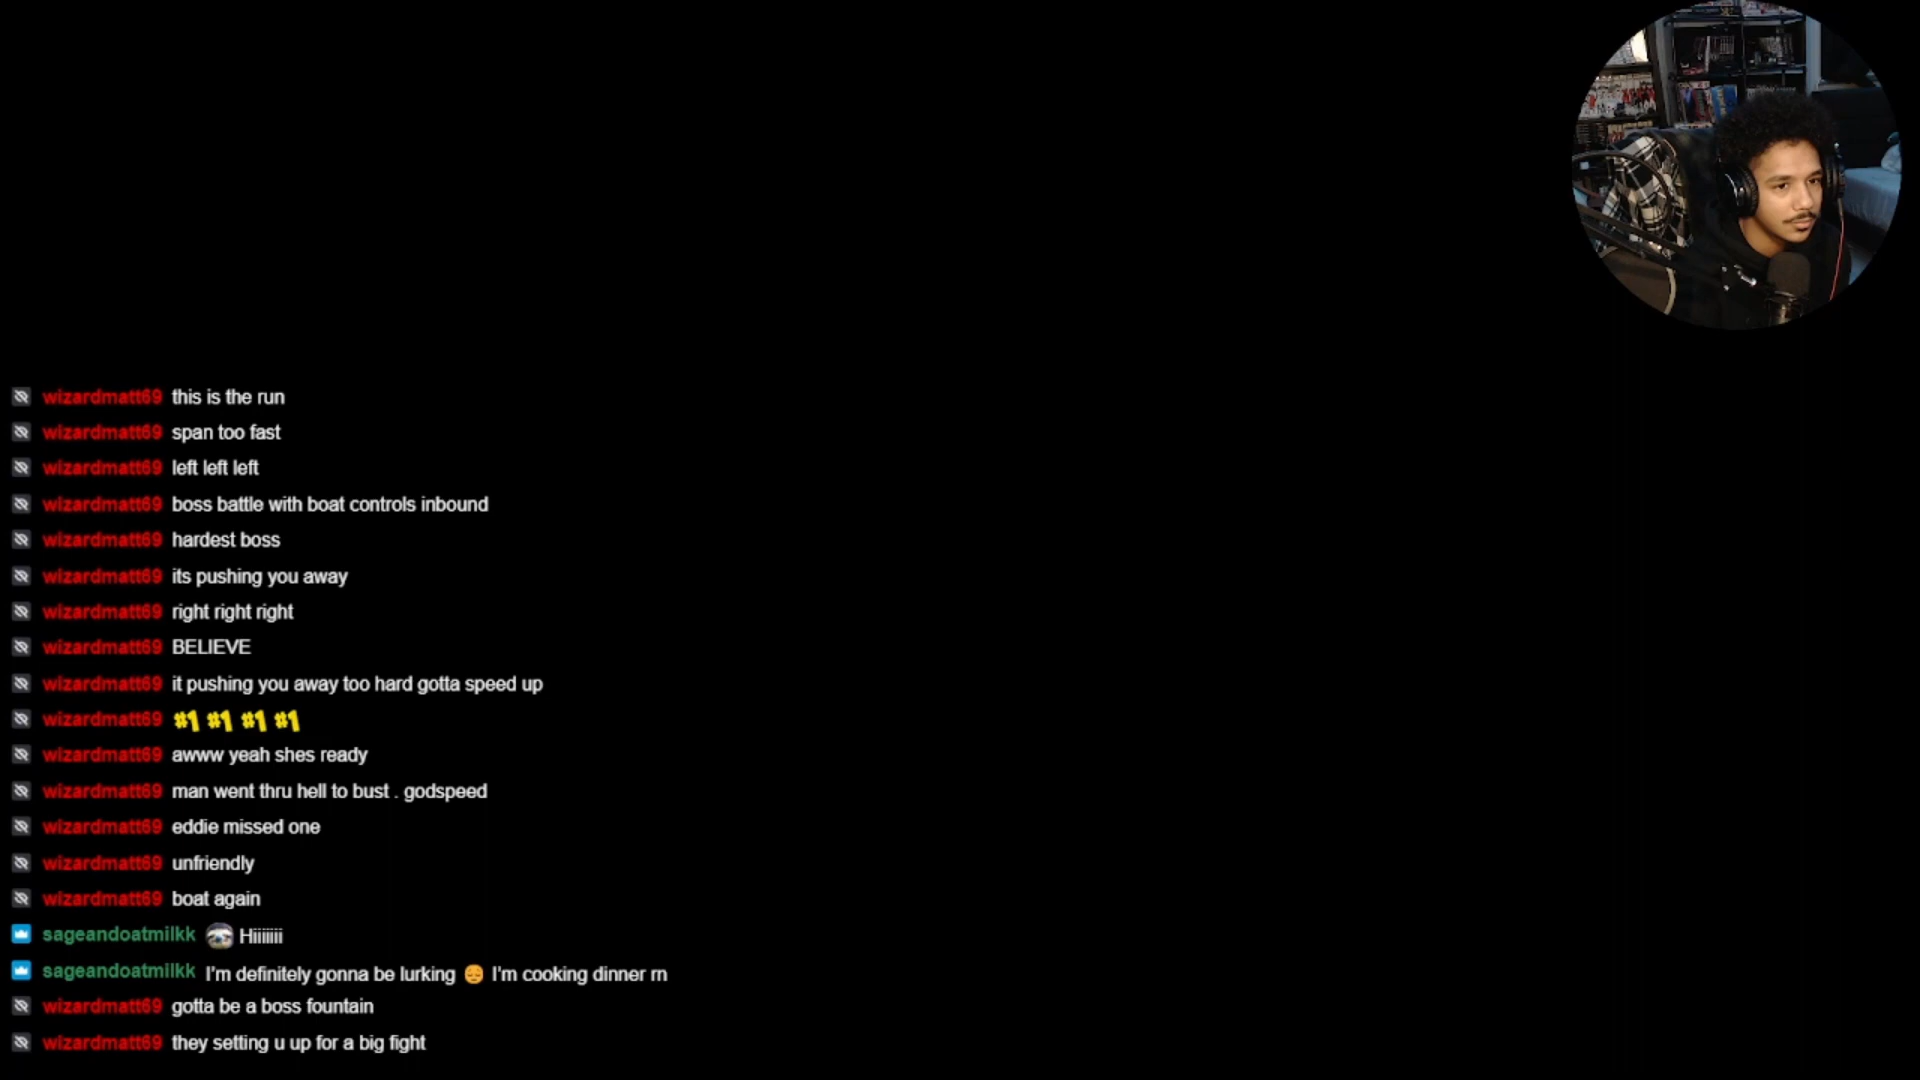 wizardmatt69 this is the run
wizardmatt69 span too fast
wizardmatt69 left left left
wizardmatt69 boss battle with boat controls inbound
wizardmatt69 hardest boss
wizardmatt69 its pushing you away
wizardmatt69 right right right
wizardmatt69 BELIEVE
wizardmatt69 it pushing you away too hard gotta speed up
wizardmatt69 #1 #1 #1 #1
wizardmatt69 awww yeah shes ready
wizardmatt69 man went thru hell to bust . godspeed
wizardmatt69 eddie missed one
wizardmatt69 unfriendly
wizardmatt69 boat again
sageandoatmilkk Hiiiiiii
sageandoatmilkk I'm definitely gonna be lurking 😔 I'm cooking dinner rn
wizardmatt69 gotta be a boss fountain
wizardmatt69 they setting u up for a big fight